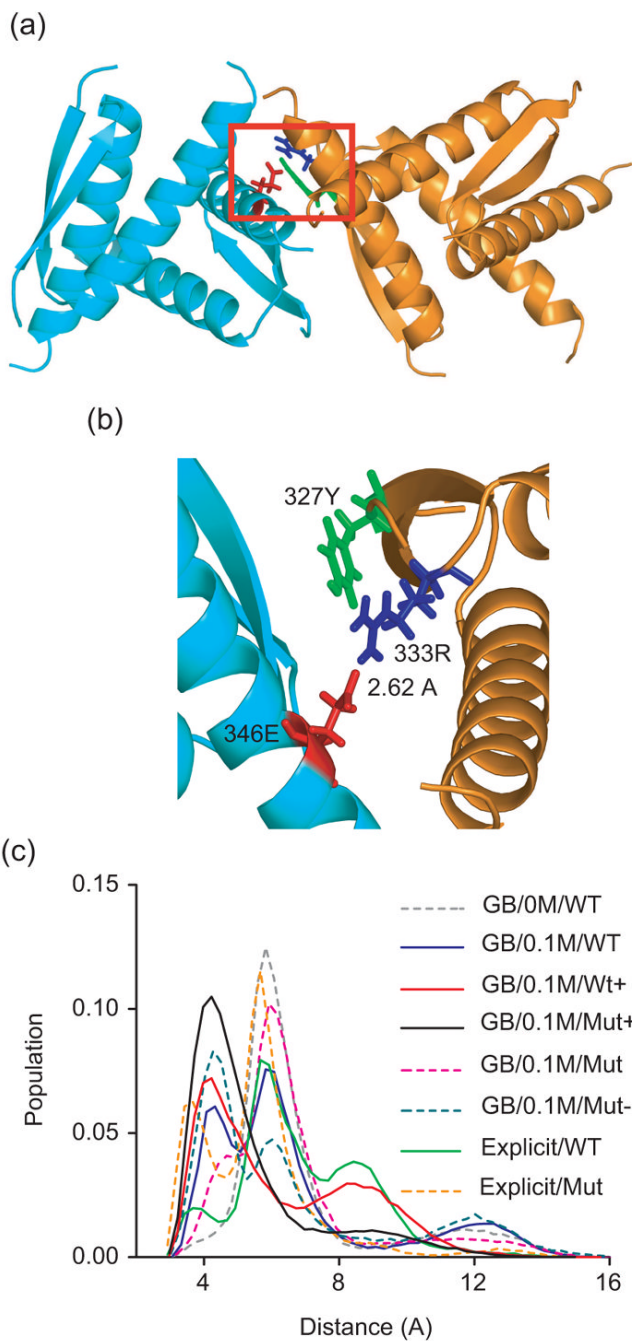 (a)
(b)
327Y
333R
2.62 A
346E
(c)
0.15
0.10
0.05
0.00
Population
4
8
12
16
Distance (A)
GB/0M/WT
GB/0.1M/WT
GB/0.1M/Wt+
GB/0.1M/Mut+
GB/0.1M/Mut
GB/0.1M/Mut-
Explicit/WT
Explicit/Mut